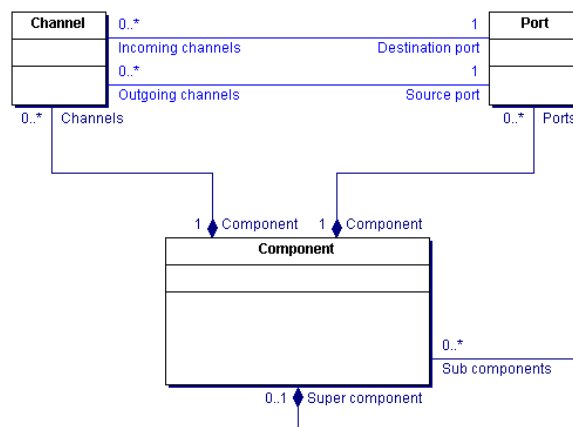 Channel 0..* 1 Port
Incoming channels Destination port
0..* 1
Outgoing channels Source port
0..* Channels 0..* Ports
1 Component 1 Component
Component
0..*
Sub components
0..1 Super component